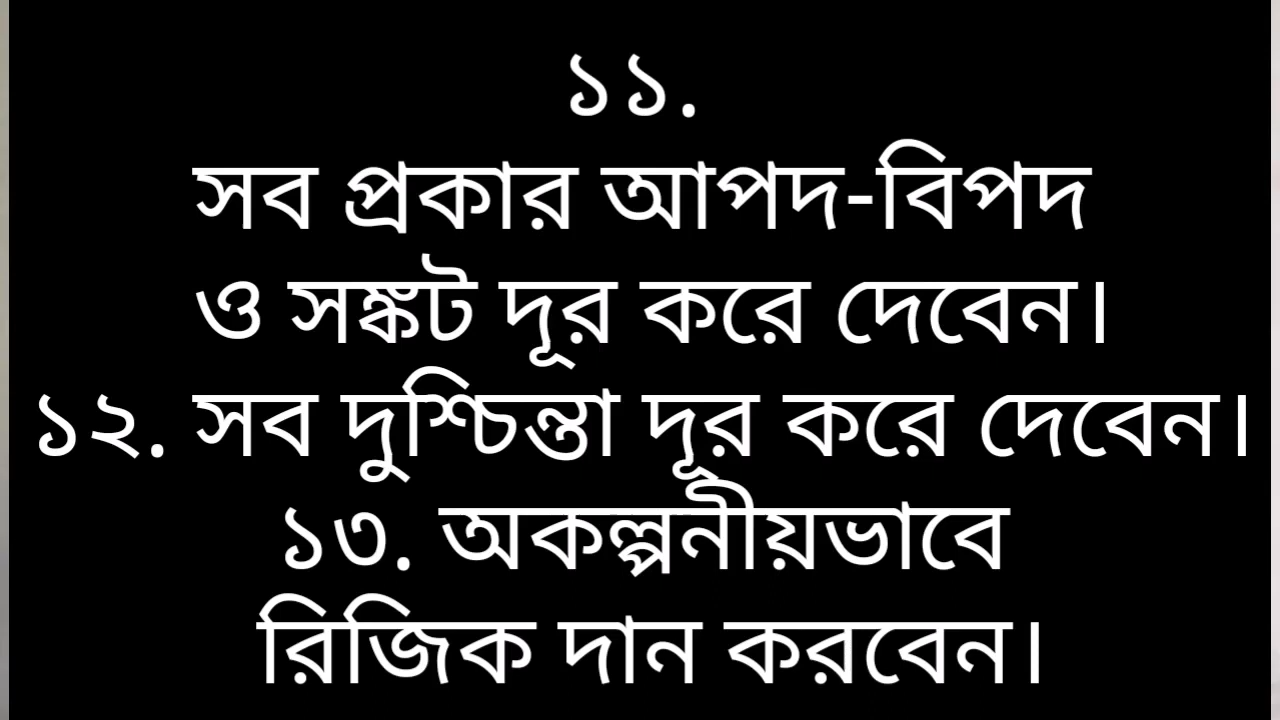 ১১.
সব প্রকার আপদ-বিপদ
ও সঙ্কট দূর করে দেবেন।
১২. সব দুশ্চিন্তা দূর করে দেবেন।
১৩. অকল্পনীয়ভাবে
রিজিক দান করবেন।